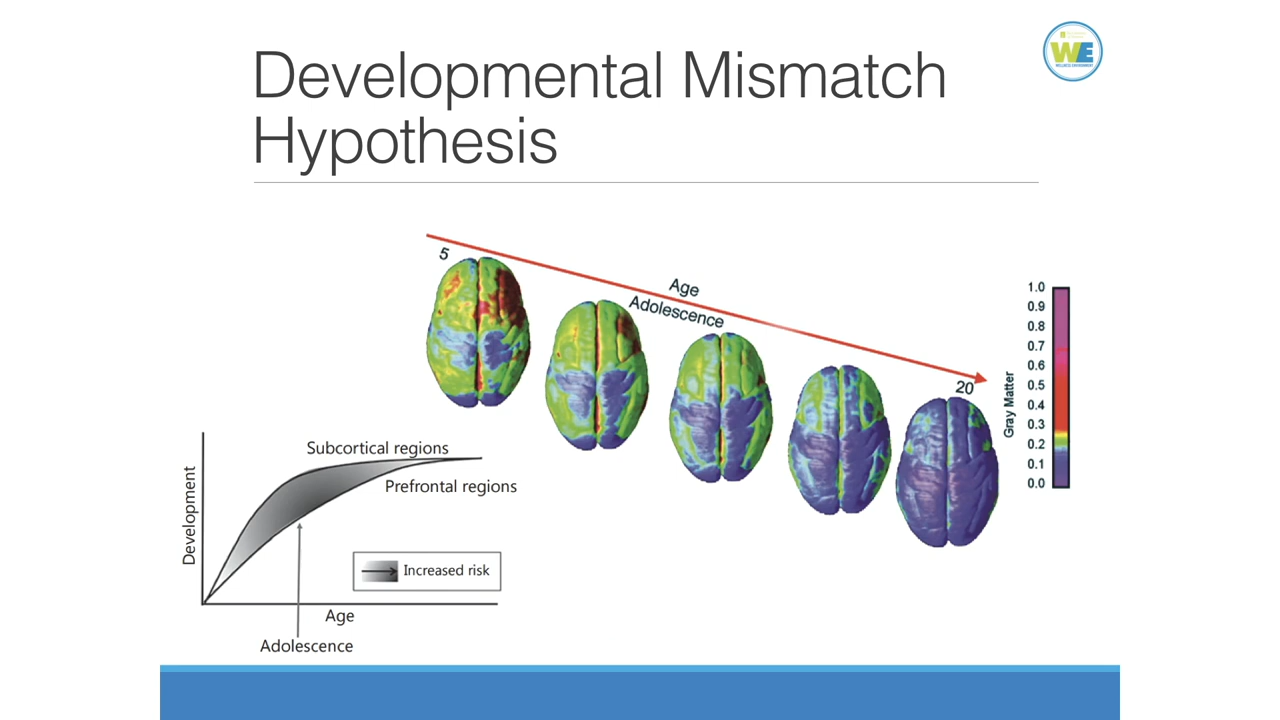 Developmental Mismatch
Hypothesis
WE
WELLNESS ENVIRONMENT
5
Age
Adolescence
20
Gray Matter
1.0
0.9
0.8
0.7
0.6
0.5
0.4
0.3
0.2
0.1
0.0
Subcortical regions
Prefrontal regions
Development
Increased risk
Age
Adolescence